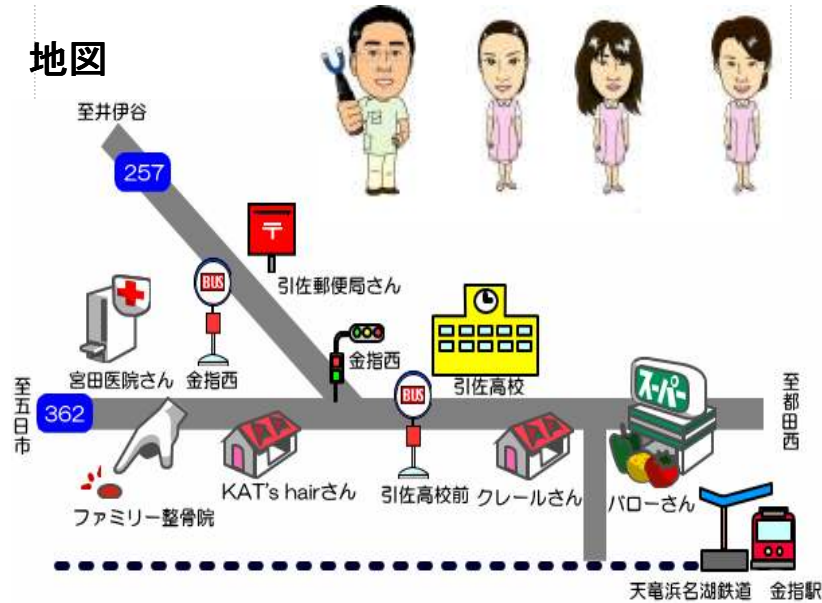 地図
至井伊谷
257
〒
BUS
引佐郵便局さん
金指西
宮田医院さん
金指西
引佐高校
至五日市
362
BUS
スーパー
至都田西
KAT's hairさん
引佐高校前
クレールさん
バローさん
ファミリー整骨院
天竜浜名湖鉄道
金指駅